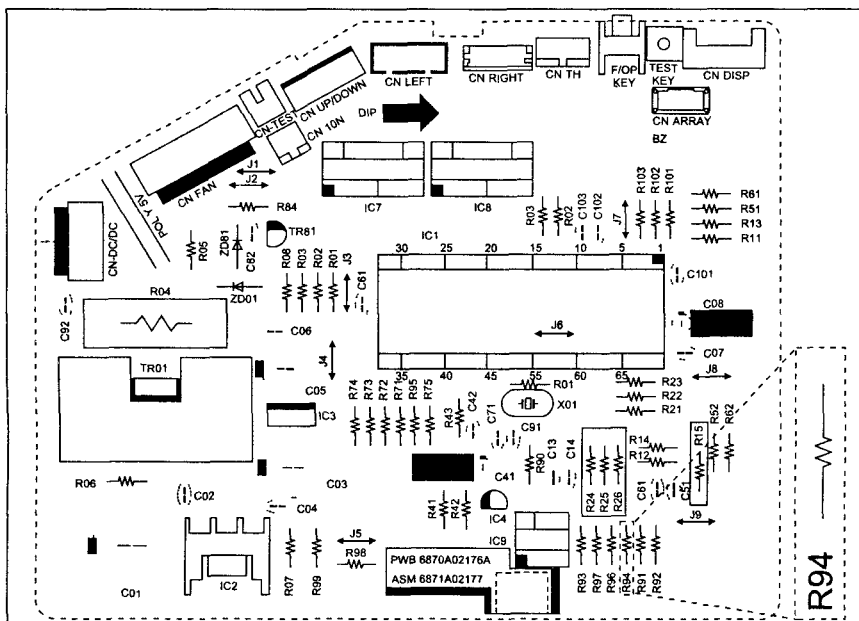 CN LEFT
CN RIGHT
CN TH
F/OP KEY
TEST KEY
CN DISP
CN UP/DOWN
CN-TEST
CN 10N
DIP
CN ARRAY
BZ
CN FAN
J1
J2
IC7
IC8
R84
TR81
POL Y 5V
CN-DC/DC
R05
ZD81
C82
ZD01
R08
R03
R02
R01
J3
C61
IC1
R03
R02
C103
C102
J7
R103
R102
R101
R61
R51
R13
R11
30
25
20
15
10
5
1
C101
C08
C07
C92
R04
C06
J4
J6
TR01
C05
IC3
35
40
45
50
55
60
65
R01
X01
R23
R22
R21
J8
R74
R73
R72
R71
R95
R75
R43
C42
C71
C91
R90
C13
C14
R14
R12
R15
R52
R62
R24
R25
R26
C61
C51
J9
R06
C02
C03
C04
C41
R41
R42
IC4
IC9
C01
IC2
R07
R99
J5
R98
PWB 6870A02176A
ASM 6871A02177
R93
R97
R96
R94
R91
R92
R94